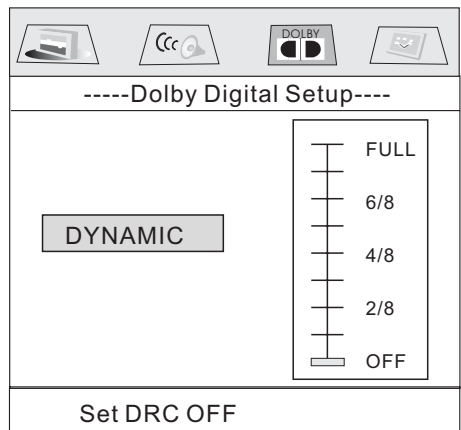 DOLBY
-----Dolby Digital Setup----
FULL
6/8
DYNAMIC
4/8
2/8
OFF
Set DRC OFF